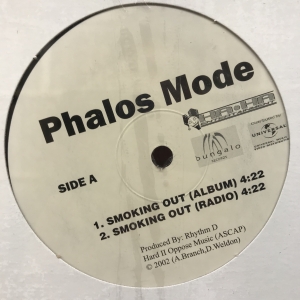 Phalos Mode
bungalo
RECORDS
UNIVERSAL
SIDE A
1. SMOKING OUT (ALBUM) 4:22
2. SMOKING OUT (RADIO) 4:22
Produced By: Rhythm D
Hard II Oppose Music (ASCAP)
© 2002 (A.Branch,D.Weldon)